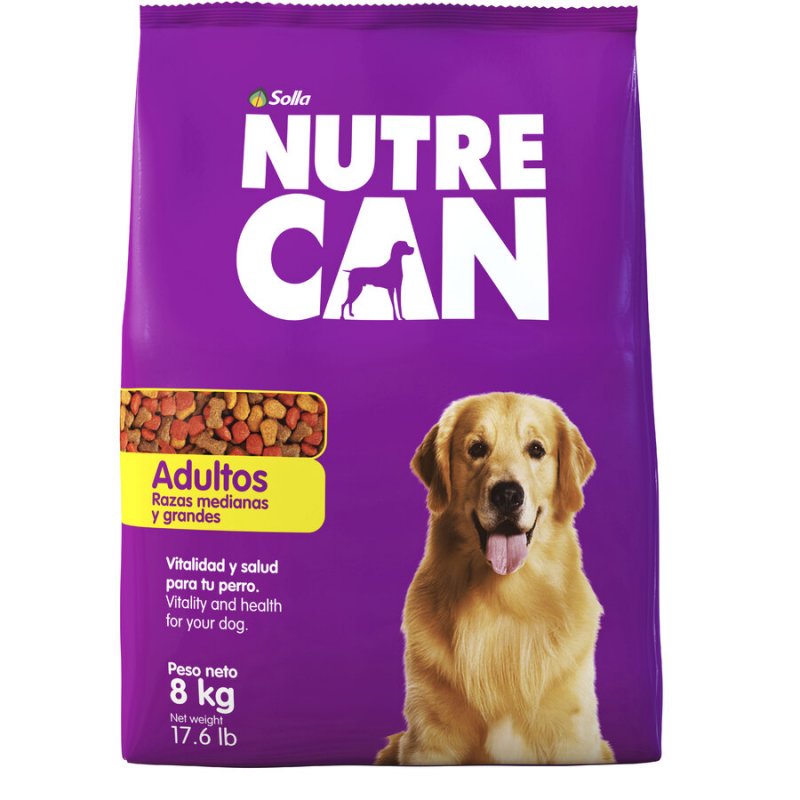 Solla
NUTRE
CAN
Adultos
Razas medianas
y grandes
Vitalidad y salud
para tu perro.
Vitality and health
for your dog.
Peso neto
8 kg
Net weight
17.6 lb